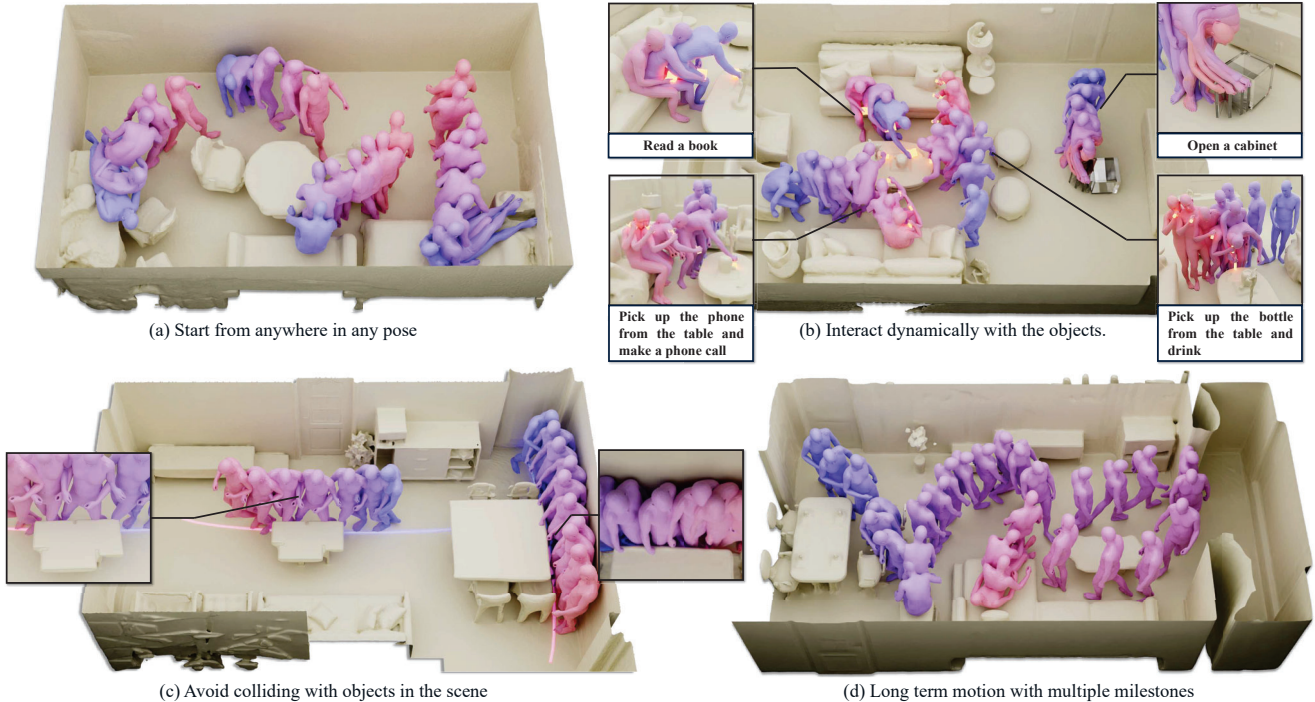 Read a book
Open a cabinet
Pick up the phone
from the table and
make a phone call
Pick up the bottle
from the table and
drink
(a) Start from anywhere in any pose
(b) Interact dynamically with the objects.
(c) Avoid colliding with objects in the scene
(d) Long term motion with multiple milestones